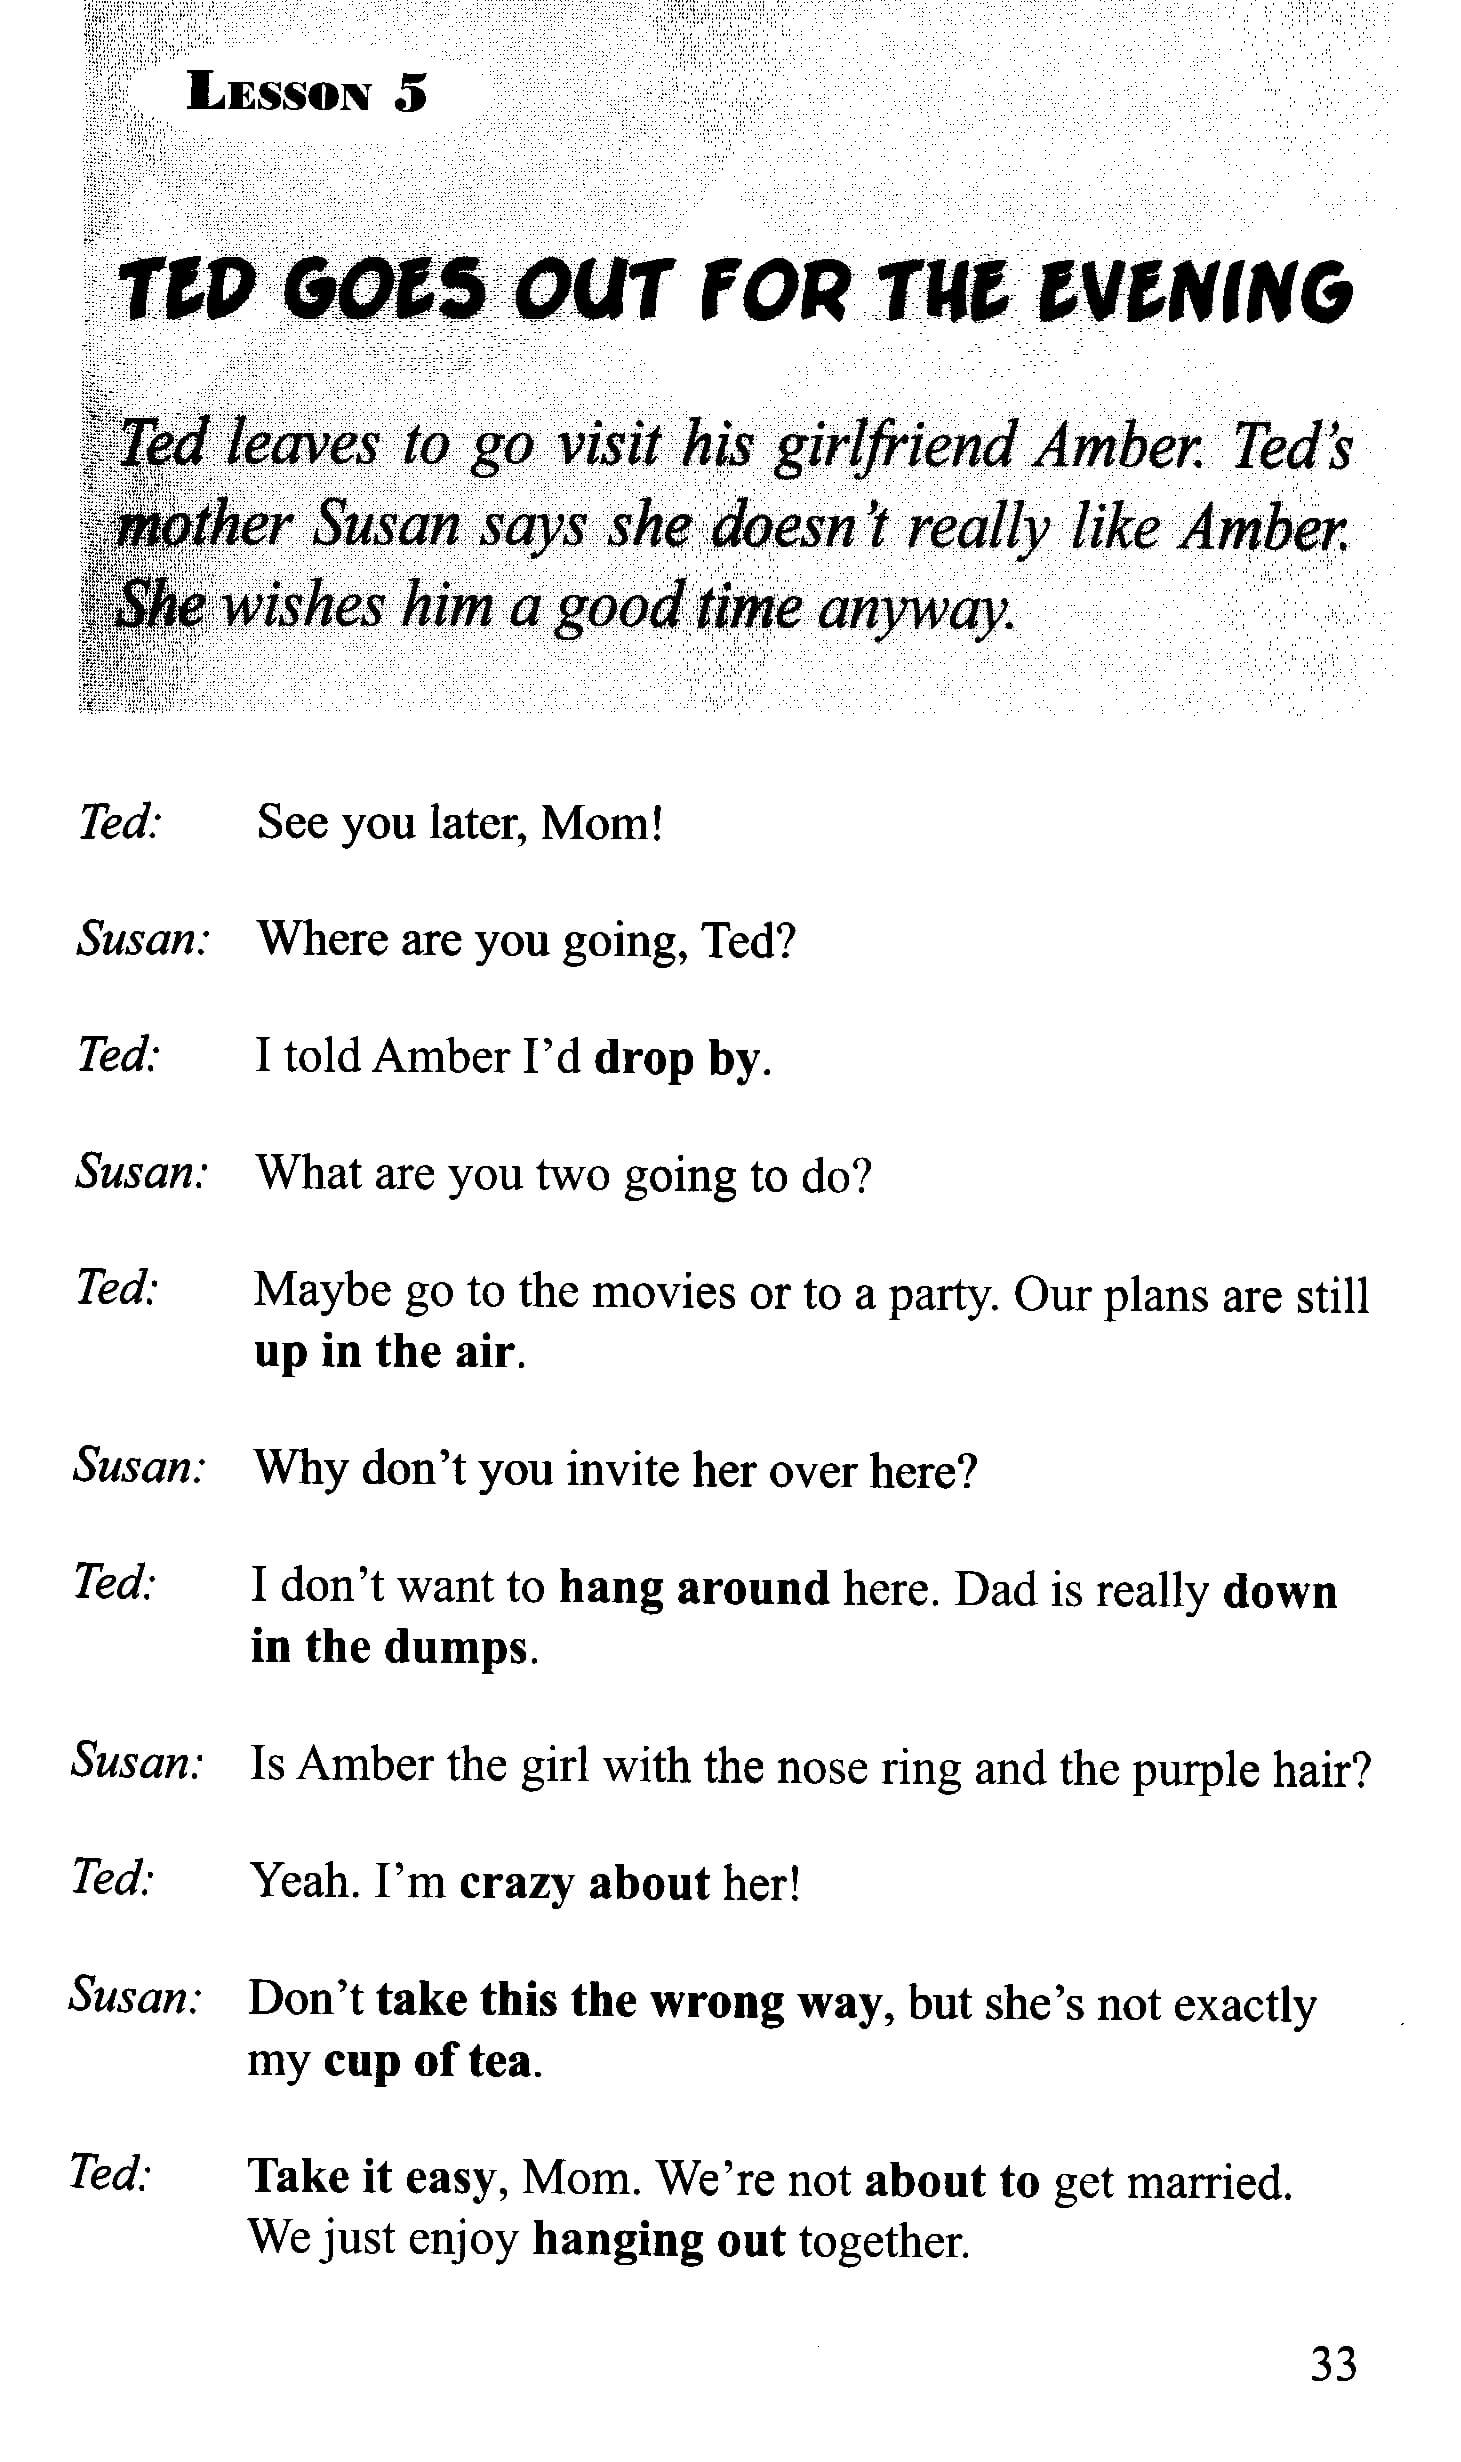 LESSON 5
TED GOES OUT FOR THE EVENING
Ted leaves to go visit his girlfriend Amber. Ted's
mother Susan says she doesn't really like Amber.
She wishes him a good time anyway.
Ted: See you later, Mom!
Susan: Where are you going, Ted?
Ted: I told Amber I'd drop by.
Susan: What are you two going to do?
Ted: Maybe go to the movies or to a party. Our plans are still
up in the air.
Susan: Why don't you invite her over here?
Ted: I don't want to hang around here. Dad is really down
in the dumps.
Susan: Is Amber the girl with the nose ring and the purple hair?
Ted: Yeah. I'm crazy about her!
Susan: Don't take this the wrong way, but she's not exactly
my cup of tea.
Ted: Take it easy, Mom. We're not about to get married.
We just enjoy hanging out together.
33